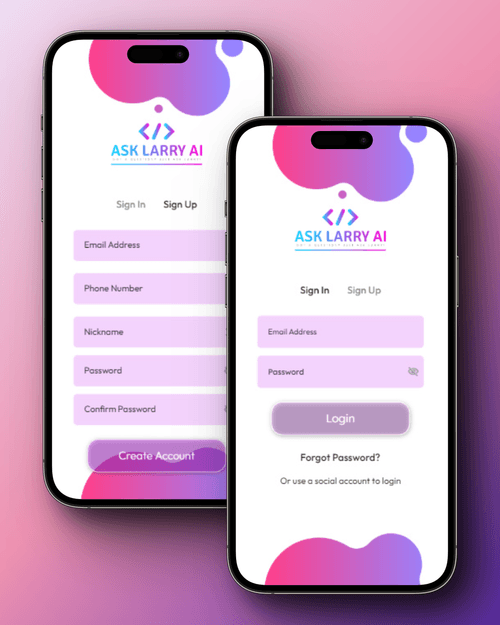 </>
ASK LARRY AI
Sign In Sign Up
Email Address
Phone Number
Nickname
Password
Confirm Password
Create Account
</>
ASK LARRY AI
Sign In Sign Up
Email Address
Password
Login
Forgot Password?
Or use a social account to login